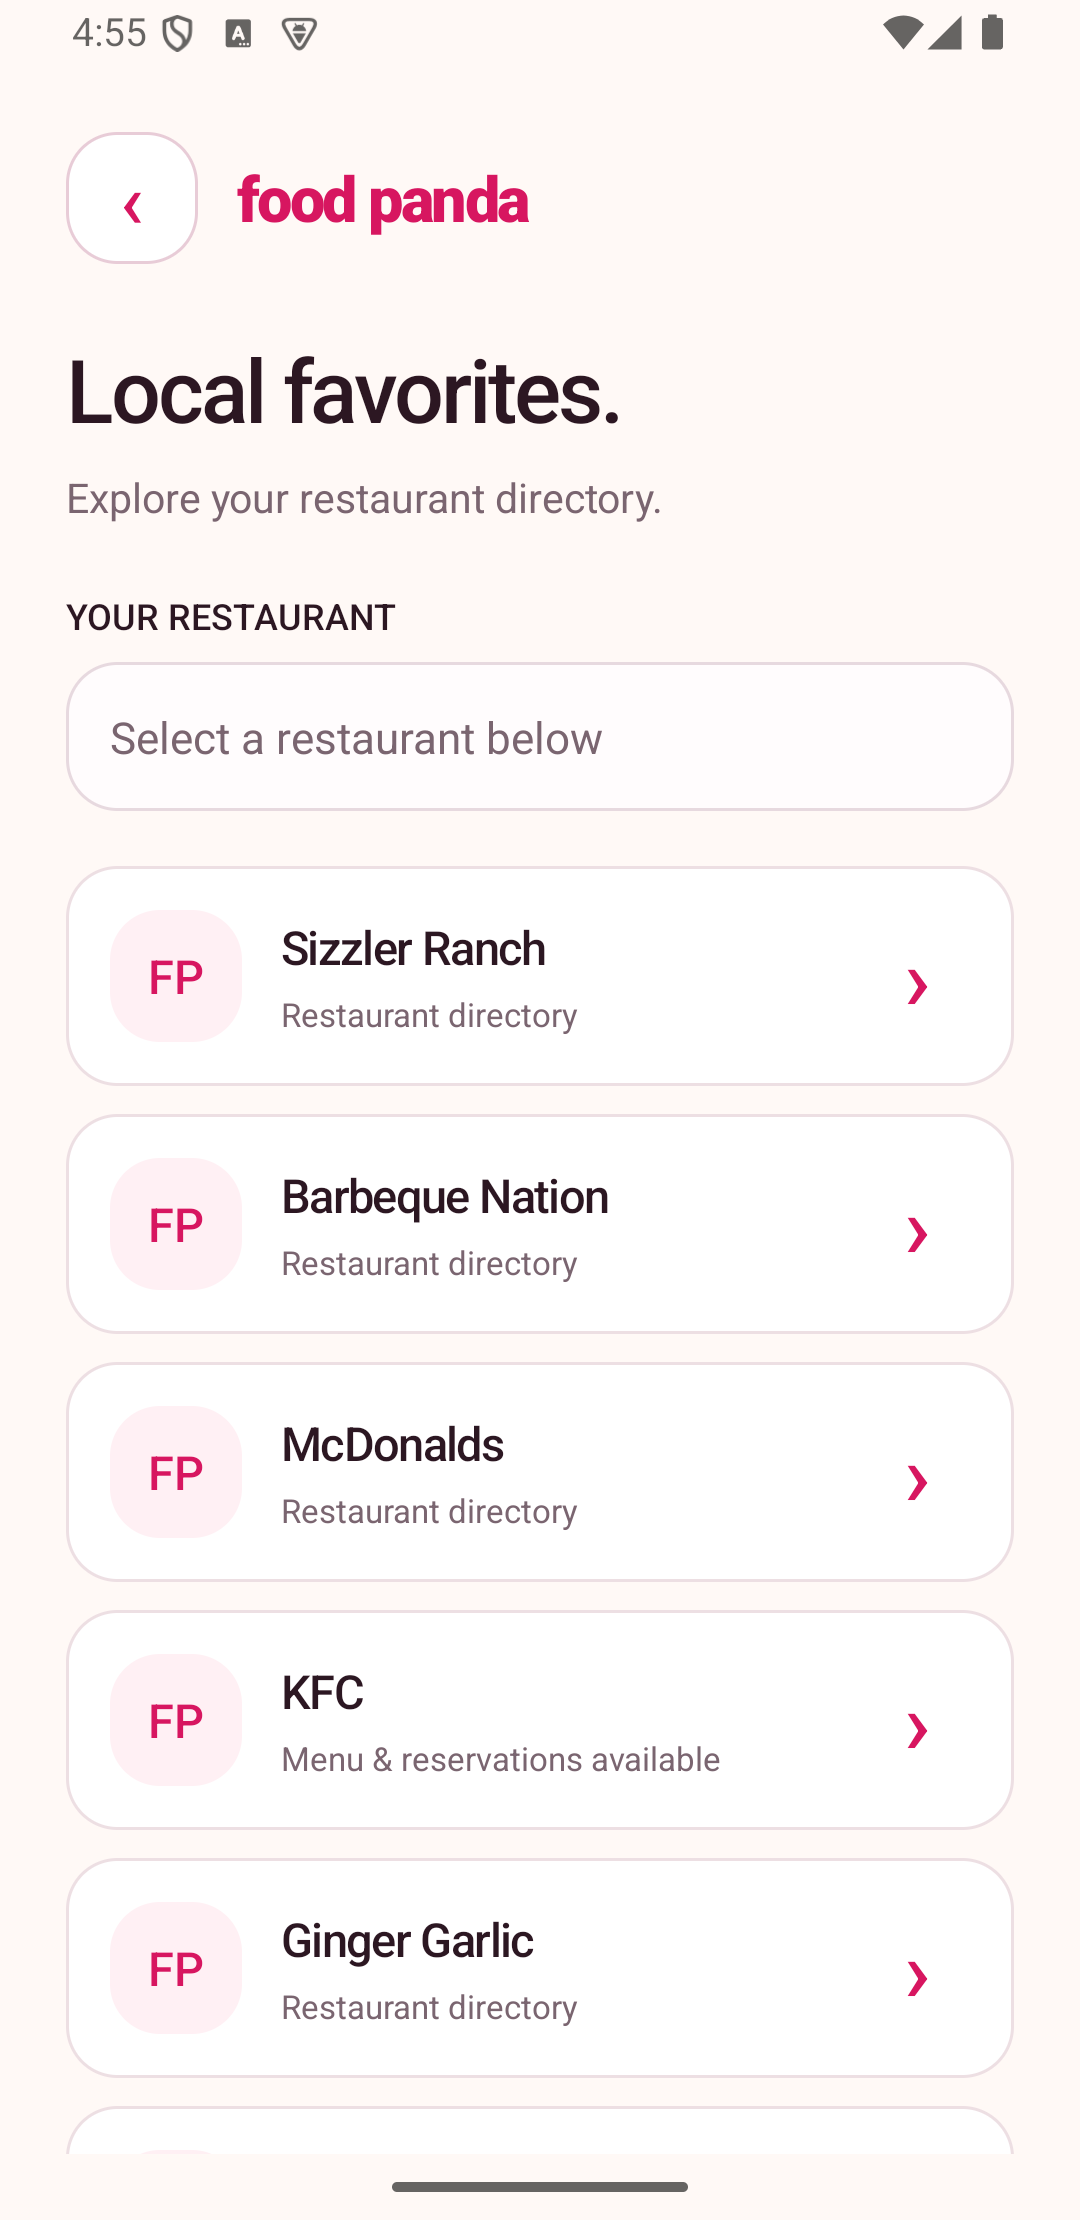 4:55
food panda
Local favorites.
Explore your restaurant directory.
YOUR RESTAURANT
Select a restaurant below
FP
Sizzler Ranch
Restaurant directory
FP
Barbeque Nation
Restaurant directory
FP
McDonalds
Restaurant directory
FP
KFC
Menu & reservations available
FP
Ginger Garlic
Restaurant directory